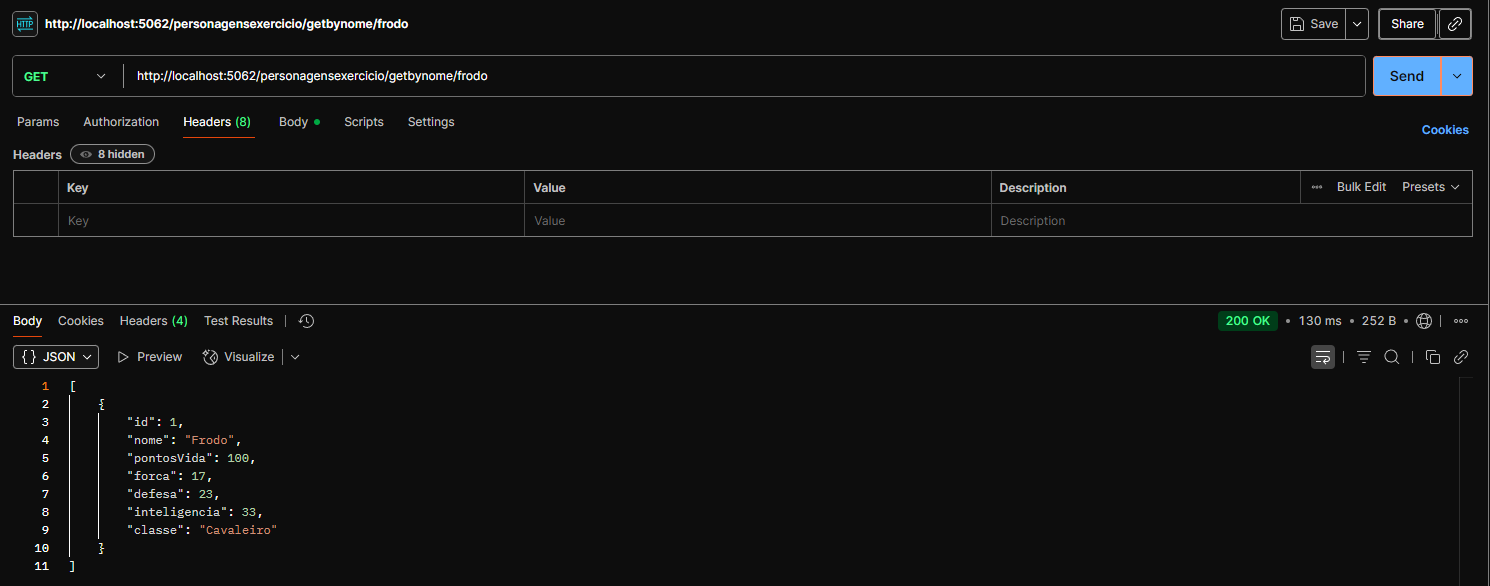 HTTP http://localhost:5062/personagensexercicio/getbynome/frodo Save Share
GET http://localhost:5062/personagensexercicio/getbynome/frodo Send
Params Authorization Headers (8) Body Scripts Settings
Cookies
Headers 8 hidden
Key Value Description Bulk Edit Presets
Key Value Description
Body Cookies Headers (4) Test Results 200 OK • 130 ms • 252 B •
{} JSON Preview Visualize
1 [
2 {
3 "id": 1,
4 "nome": "Frodo",
5 "pontosVida": 100,
6 "forca": 17,
7 "defesa": 23,
8 "inteligencia": 33,
9 "classe": "Cavaleiro"
10 }
11 ]